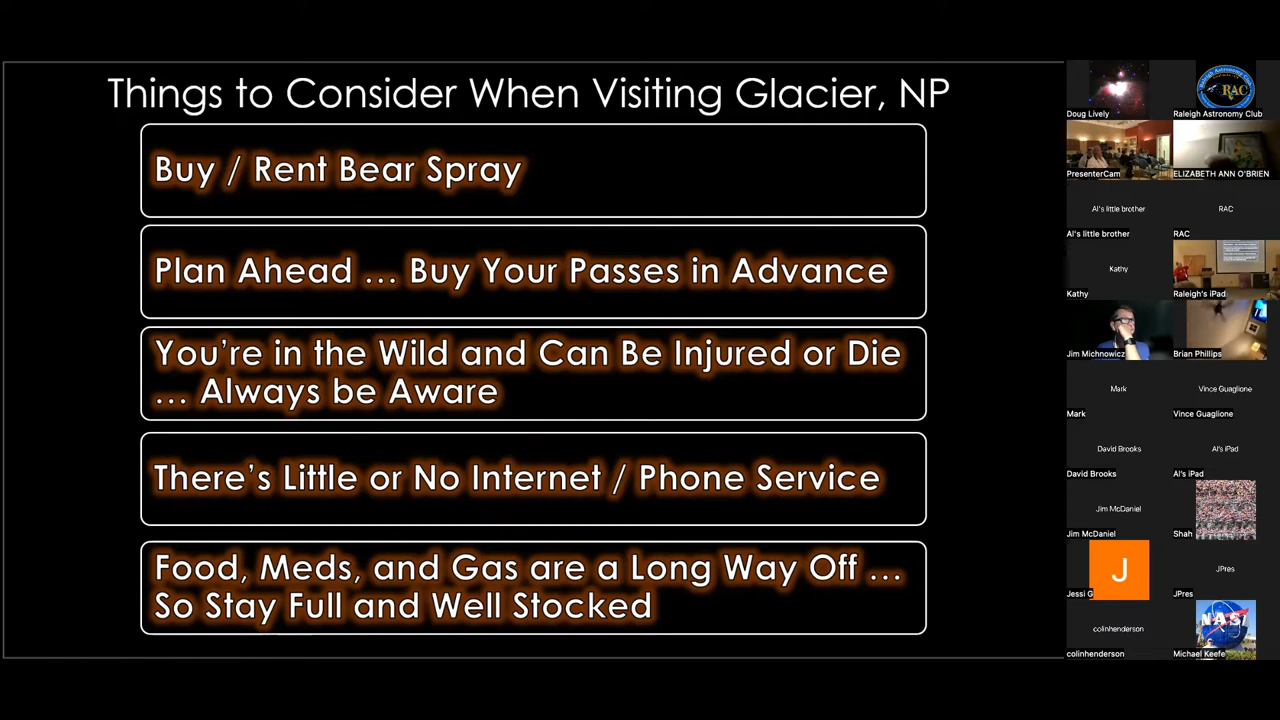 Things to Consider When Visiting Glacier, NP
Buy / Rent Bear Spray
Plan Ahead … Buy Your Passes in Advance
You're in the Wild and Can Be Injured or Die
… Always be Aware
There's Little or No Internet / Phone Service
Food, Meds, and Gas are a Long Way Off …
So Stay Full and Well Stocked
Doug Lively
RAC
Raleigh Astronomy Club
PresenterCam
ELIZABETH ANN O'BRIEN
Al's little brother
Al's little brother
RAC
RAC
Kathy
Kathy
Raleigh's iPad
Jim Michnowicz
Brian Phillips
Mark
Mark
Vince Guaglione
Vince Guaglione
David Brooks
David Brooks
Al's iPad
Al's iPad
Jim McDaniel
Jim McDaniel
Shah
J
Jessi G
JPres
JPres
colinhenderson
colinhenderson
NAS
Michael Keefe